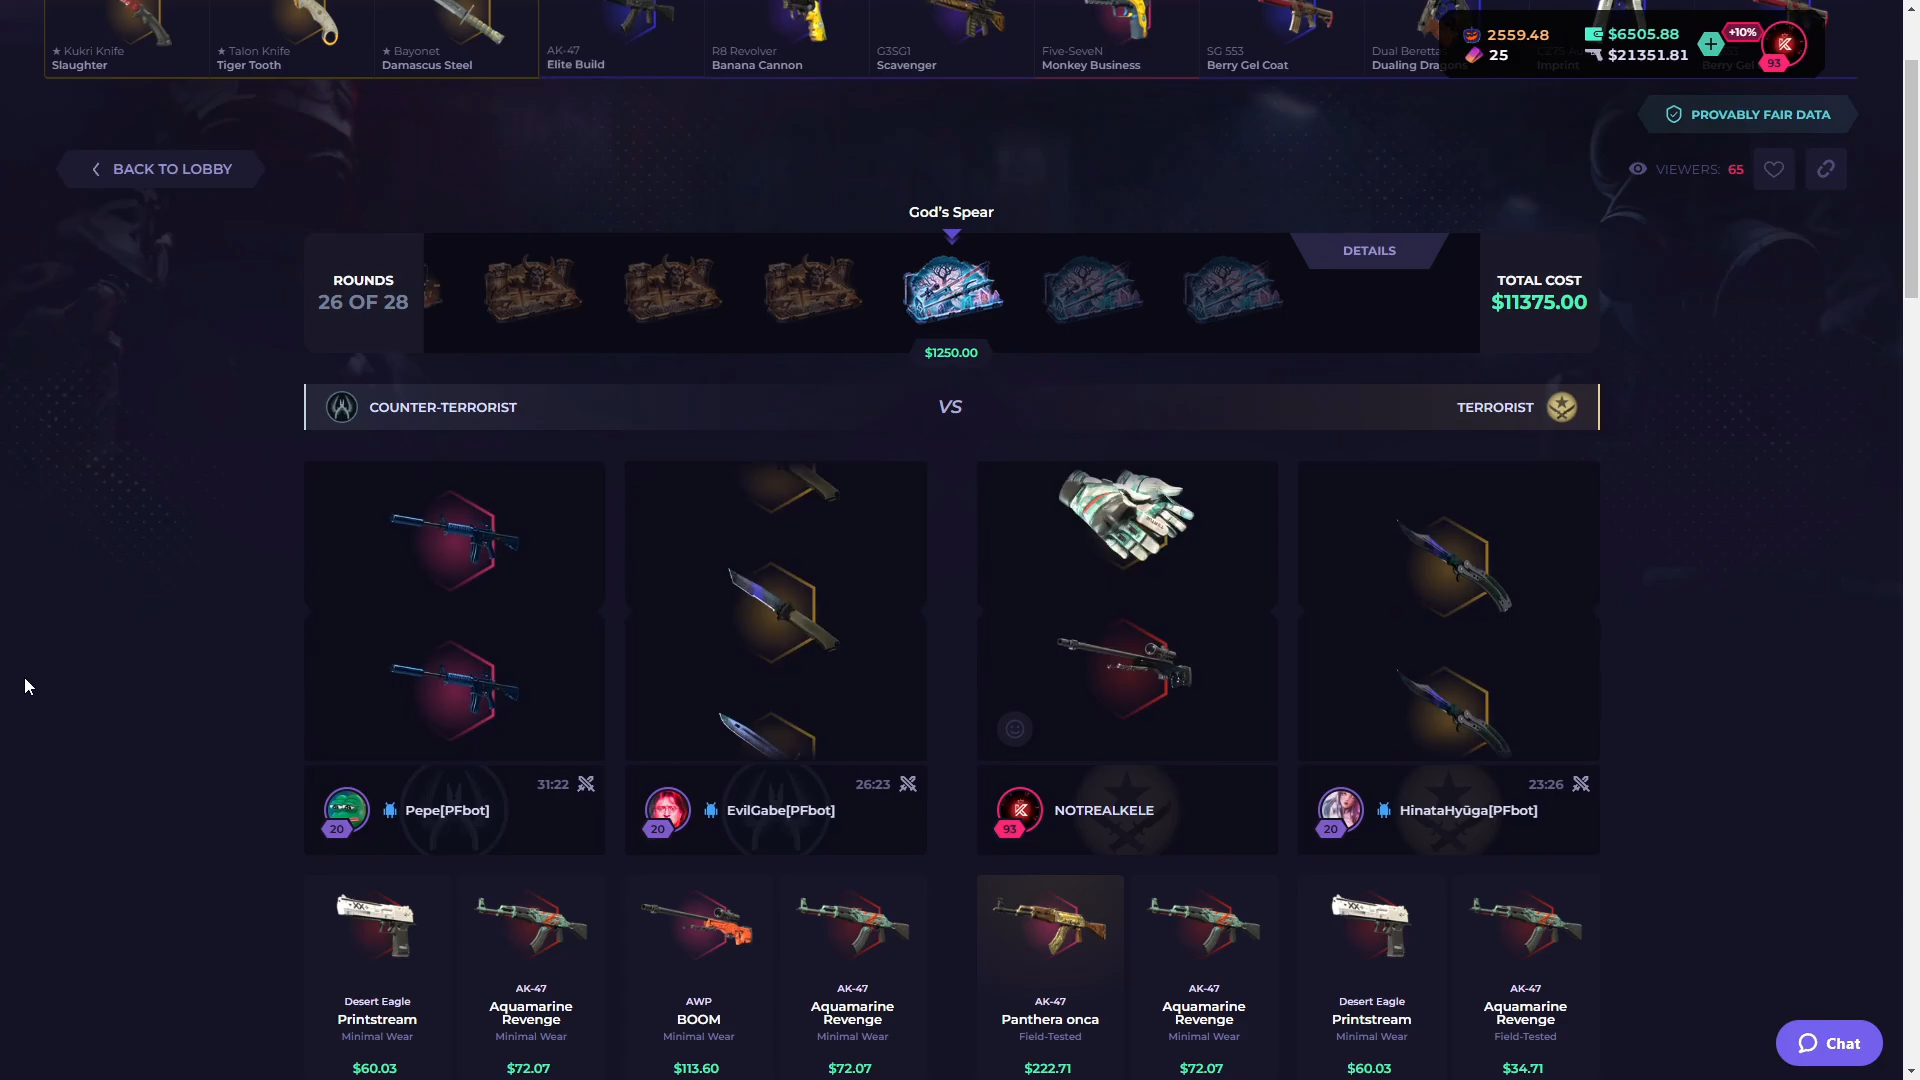 ★ Kukri Knife
Slaughter
★ Talon Knife
Tiger Tooth
★ Bayonet
Damascus Steel
AK-47
Elite Build
R8 Revolver
Banana Cannon
G3SG1
Scavenger
Five-SeveN
Monkey Business
SG 553
Berry Gel Coat
Dual Berettas
Dualing Dragons
Imprint
Berry Gel
2559.48
25
$6505.88
$21351.81
+10%
93
PROVABLY FAIR DATA
BACK TO LOBBY
VIEWERS: 65
God's Spear
ROUNDS
26 OF 28
DETAILS
TOTAL COST
$11375.00
$1250.00
COUNTER-TERRORIST
VS
TERRORIST
31:22
20
Pepe[PFbot]
26:23
20
EvilGabe[PFbot]
93
NOTREALKELE
23:26
20
HinataHyūga[PFbot]
Desert Eagle
Printstream
Minimal Wear
$60.03
AK-47
Aquamarine
Revenge
Minimal Wear
$72.07
AWP
BOOM
Minimal Wear
$113.60
AK-47
Aquamarine
Revenge
Minimal Wear
$72.07
AK-47
Panthera onca
Field-Tested
$222.71
AK-47
Aquamarine
Revenge
Minimal Wear
$72.07
Desert Eagle
Printstream
Minimal Wear
$60.03
AK-47
Aquamarine
Revenge
Field-Tested
$34.71
Chat